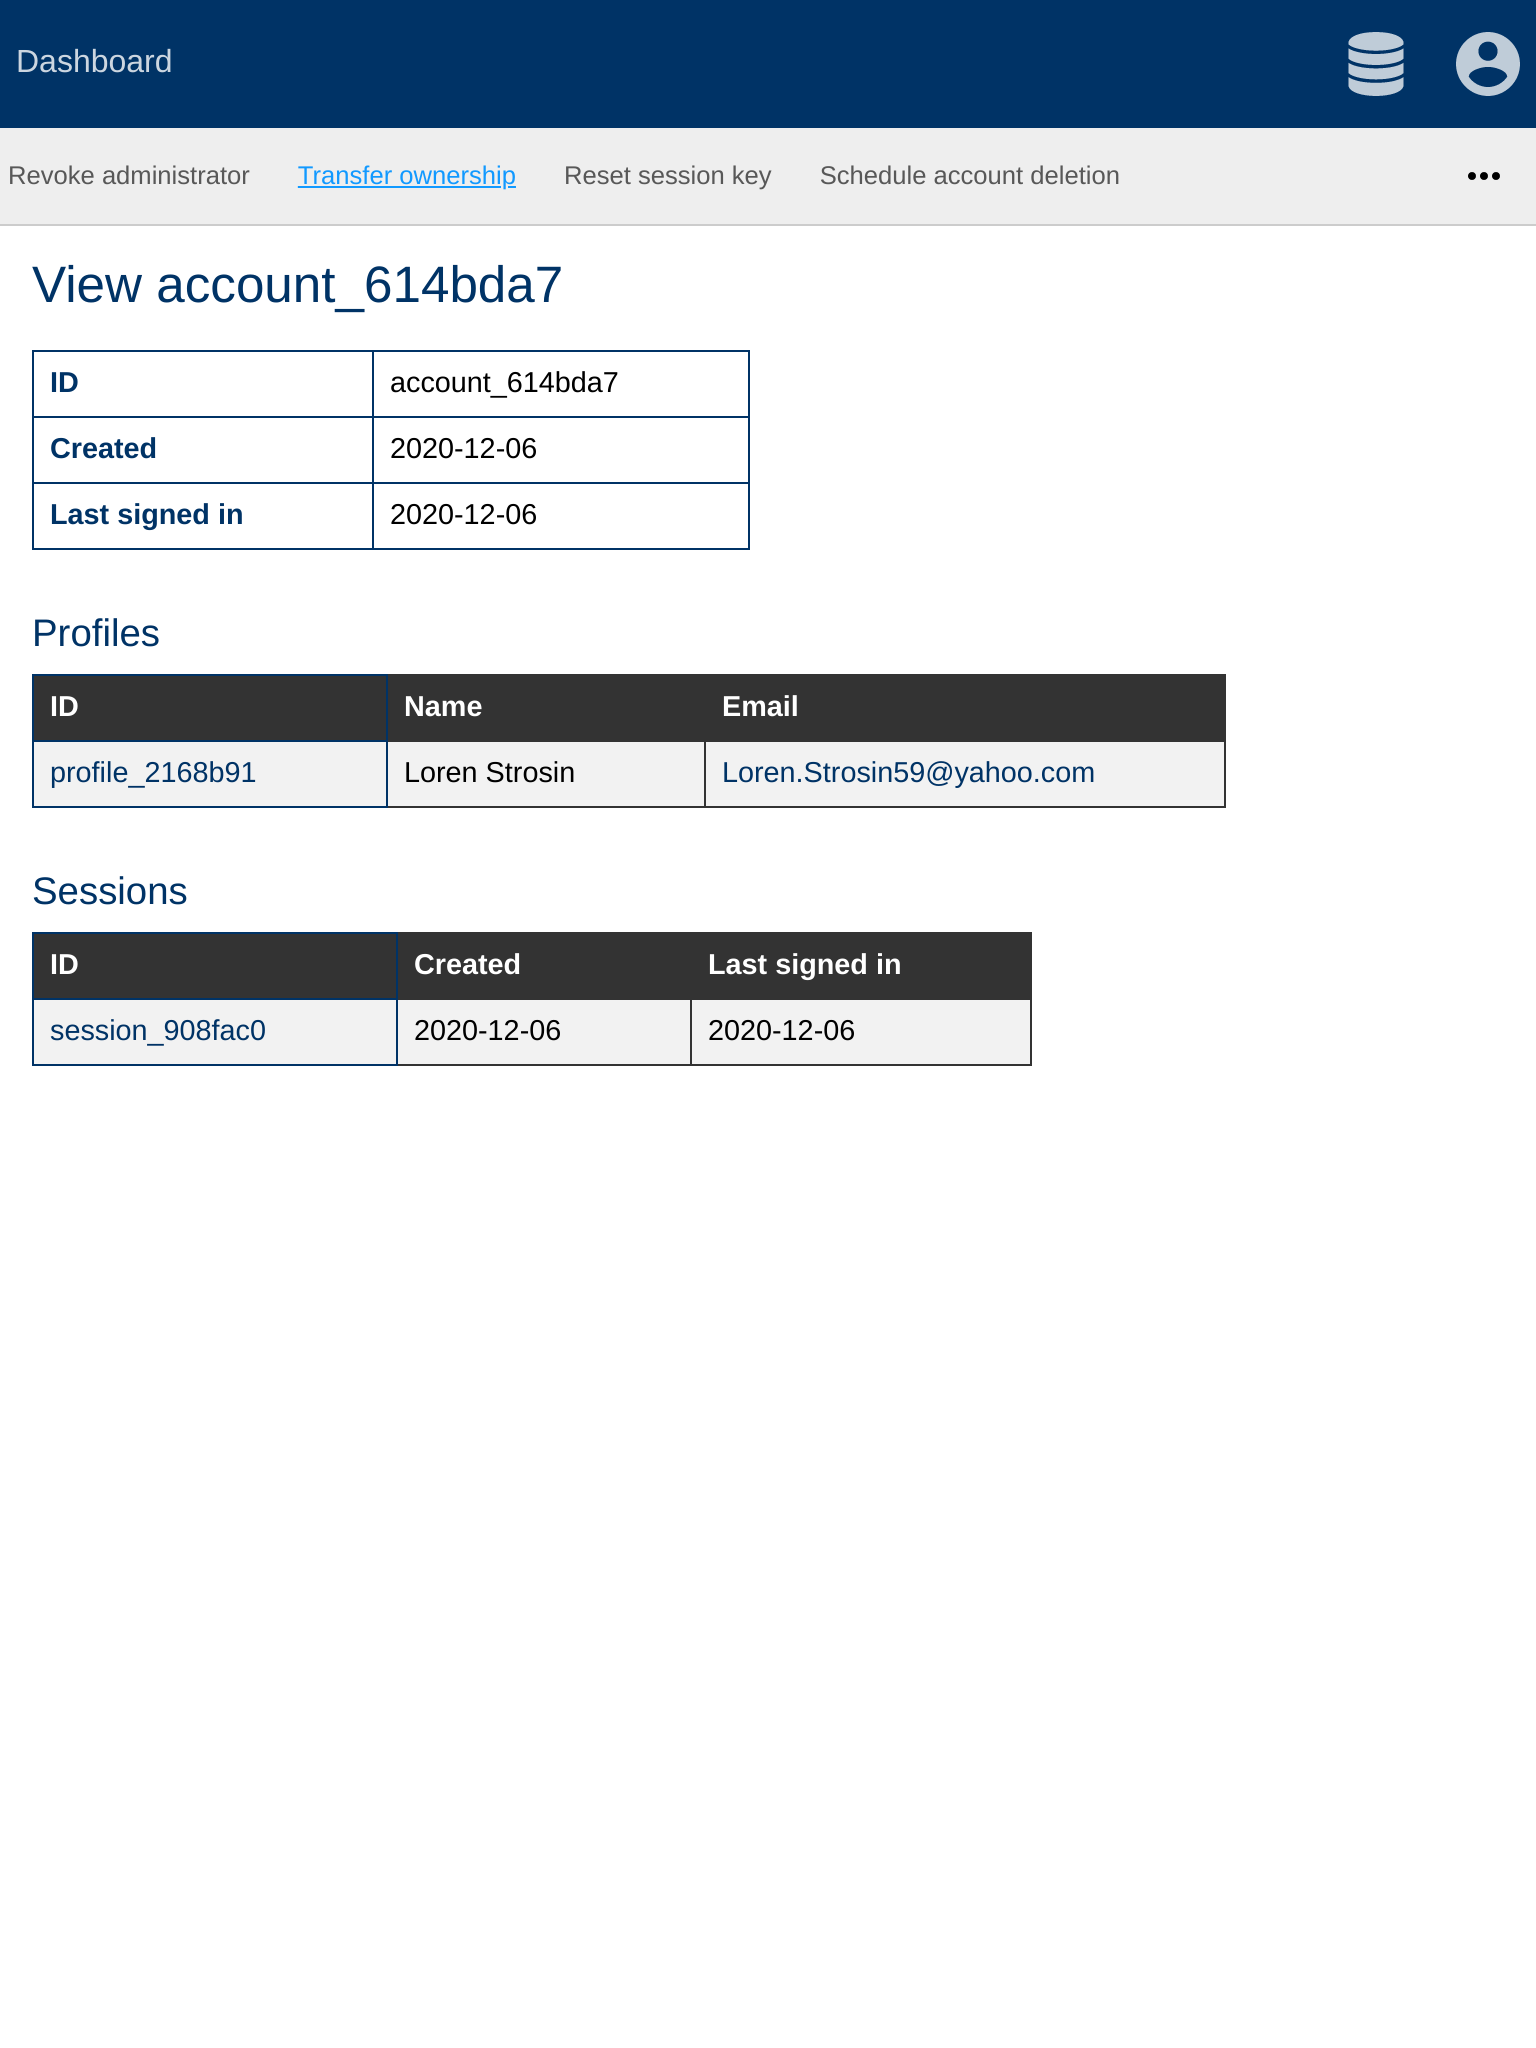 Dashboard
Revoke administrator Transfer ownership Reset session key Schedule account deletion
View account_614bda7
ID account_614bda7
Created 2020-12-06
Last signed in 2020-12-06
Profiles
ID Name Email
profile_2168b91 Loren Strosin Loren.Strosin59@yahoo.com
Sessions
ID Created Last signed in
session_908fac0 2020-12-06 2020-12-06